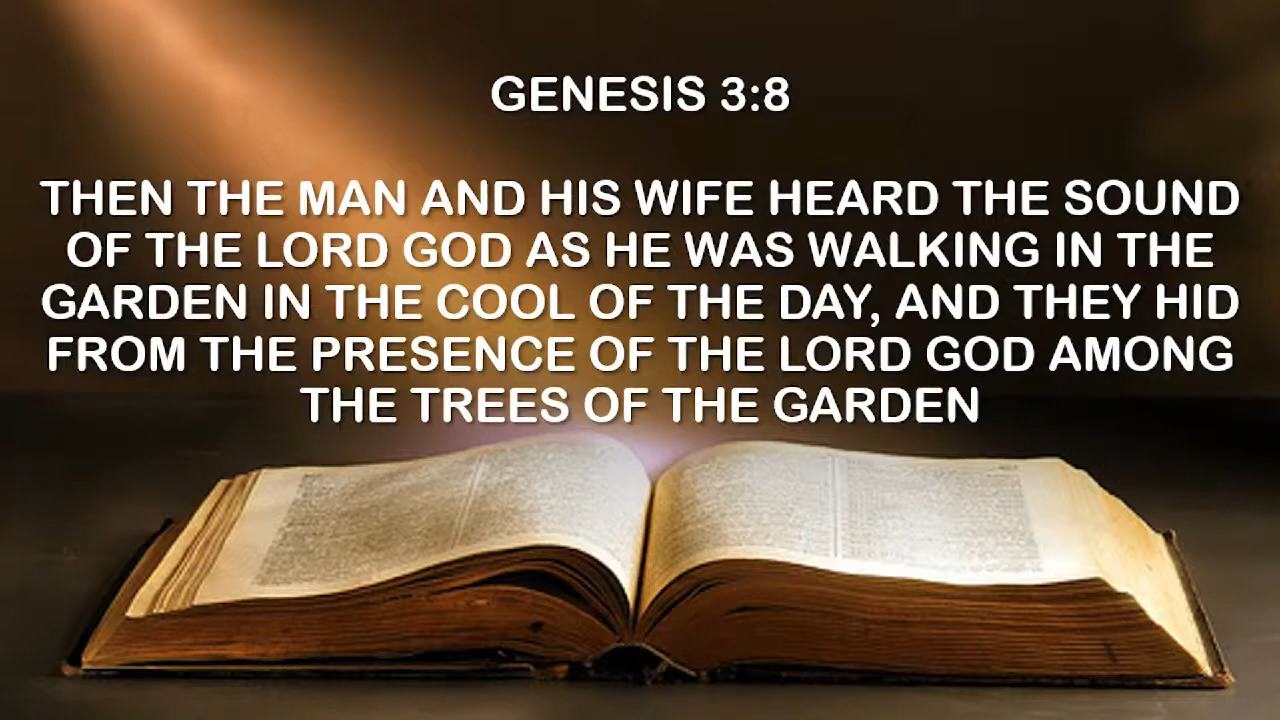 GENESIS 3:8
THEN THE MAN AND HIS WIFE HEARD THE SOUND
OF THE LORD GOD AS HE WAS WALKING IN THE
GARDEN IN THE COOL OF THE DAY, AND THEY HID
FROM THE PRESENCE OF THE LORD GOD AMONG
THE TREES OF THE GARDEN